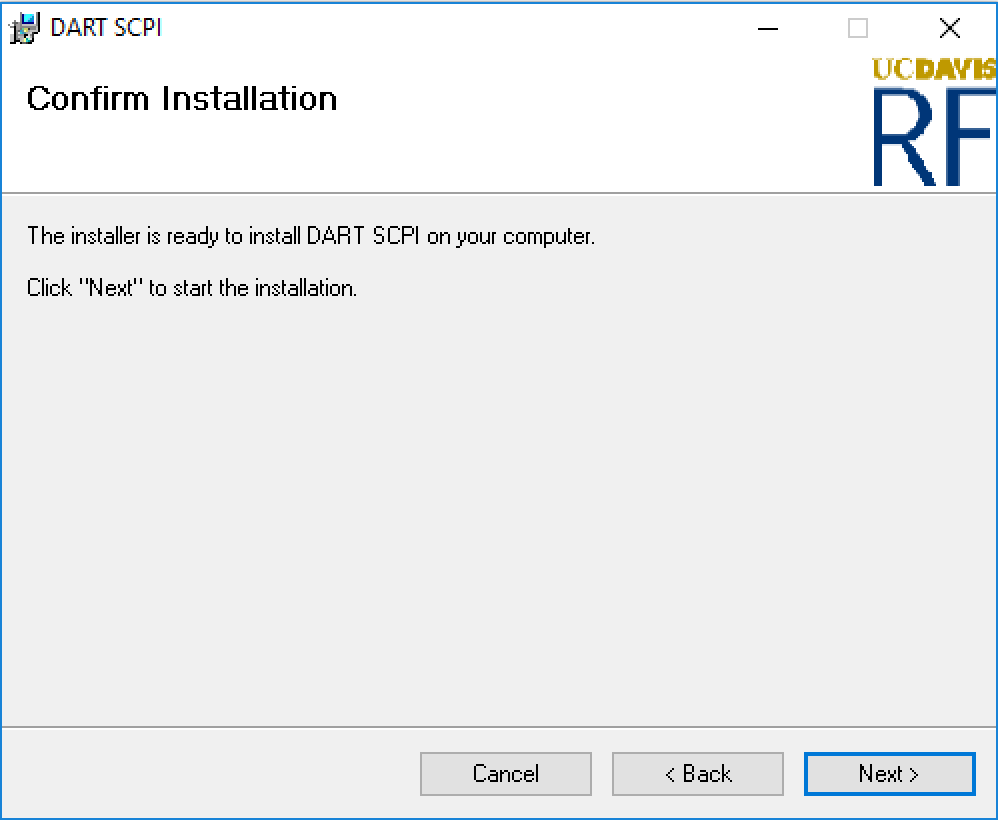 DART SCPI
UCDAVIS
RF
Confirm Installation
The installer is ready to install DART SCPI on your computer.
Click "Next" to start the installation.
Cancel
< Back
Next >